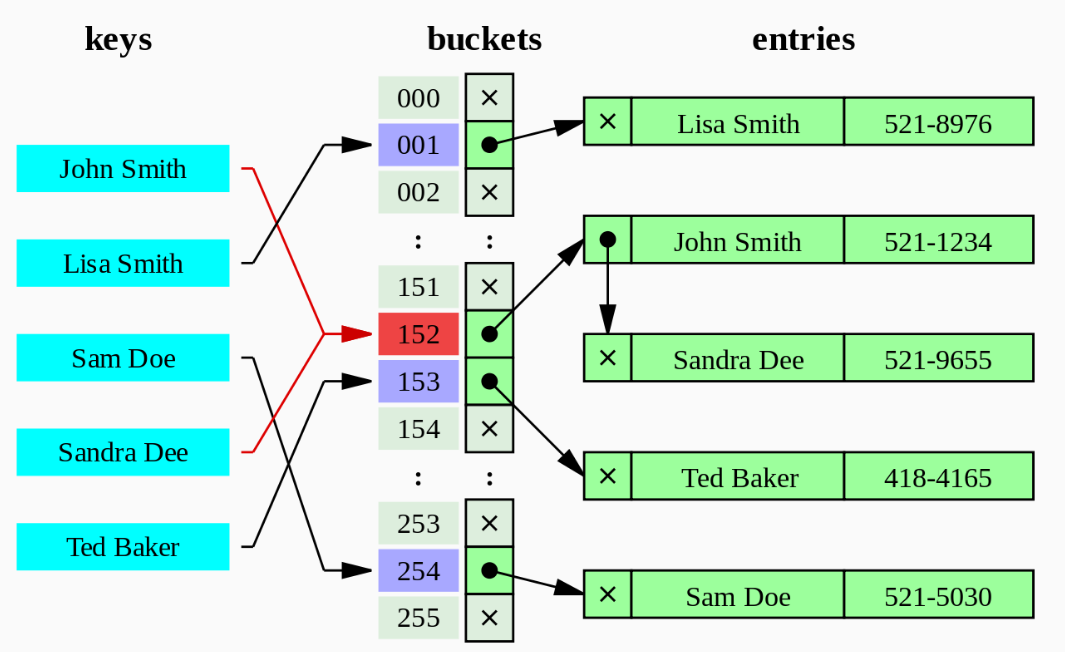 keys
buckets
entries
John Smith
Lisa Smith
Sam Doe
Sandra Dee
Ted Baker
000 ×
001
002 ×
: :
151 ×
152
153
154 ×
: :
253 ×
254
255 ×
× Lisa Smith 521-8976
John Smith 521-1234
× Sandra Dee 521-9655
× Ted Baker 418-4165
× Sam Doe 521-5030